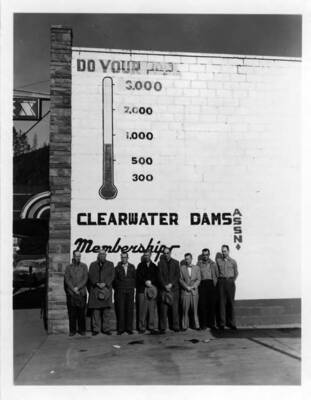 DO YOUR
3,000
2,000
1,000
500
300
CLEARWATER DAMS ASSN.
Membership